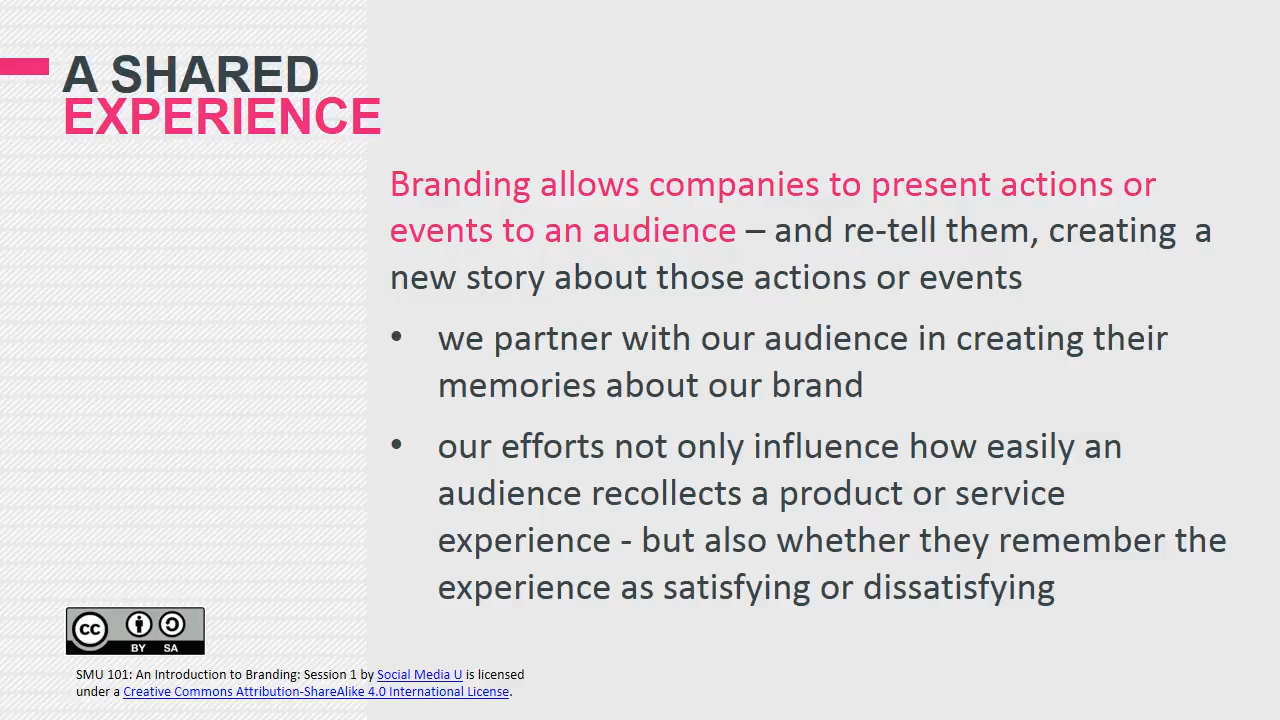 A SHARED
EXPERIENCE
Branding allows companies to present actions or
events to an audience – and re-tell them, creating a
new story about those actions or events
• we partner with our audience in creating their
memories about our brand
• our efforts not only influence how easily an
audience recollects a product or service
experience - but also whether they remember the
experience as satisfying or dissatisfying
cc
BY SA
SMU 101: An Introduction to Branding: Session 1 by Social Media U is licensed
under a Creative Commons Attribution-ShareAlike 4.0 International License.